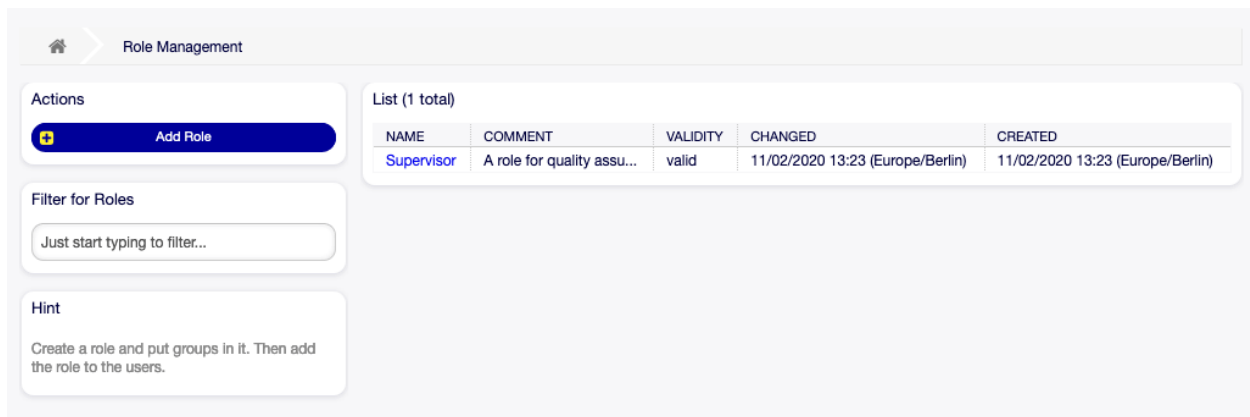 Role Management
Actions
Add Role
Filter for Roles
Just start typing to filter...
Hint
Create a role and put groups in it. Then add
the role to the users.
List (1 total)
NAME COMMENT VALIDITY CHANGED CREATED
Supervisor A role for quality assu... valid 11/02/2020 13:23 (Europe/Berlin) 11/02/2020 13:23 (Europe/Berlin)